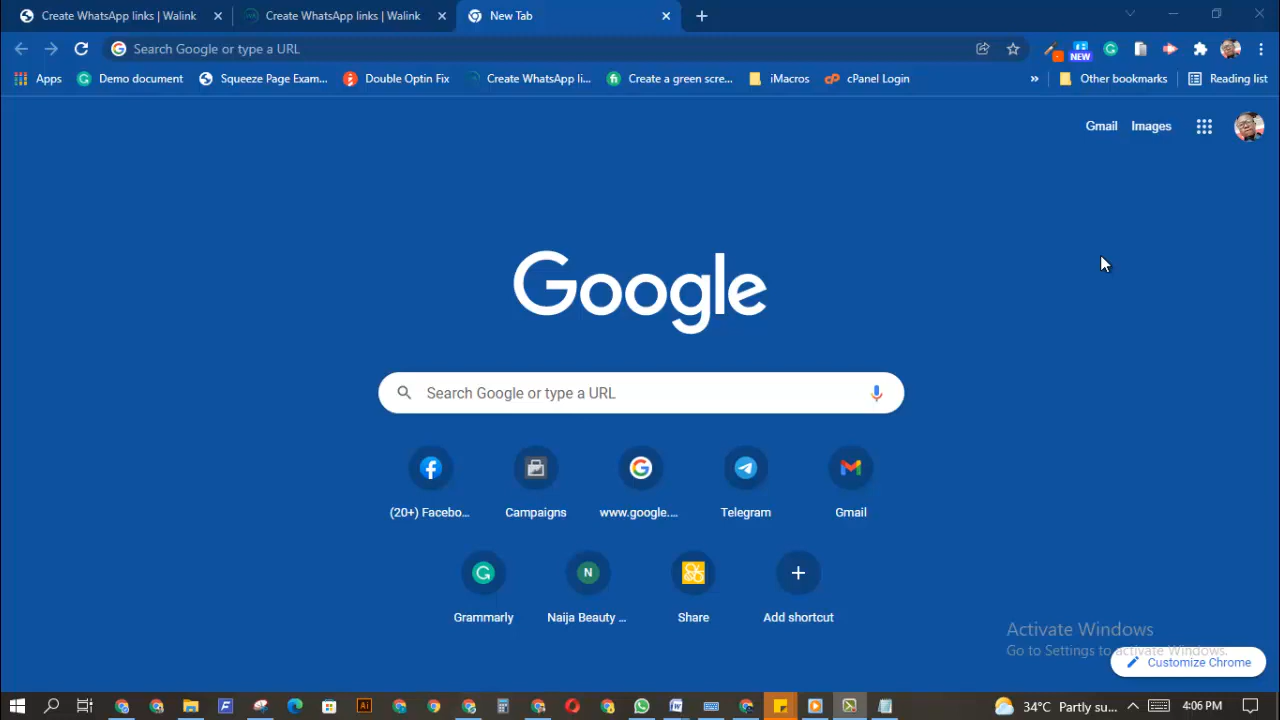 Create WhatsApp links | Walink
Create WhatsApp links | Walink
New Tab
Search Google or type a URL
NEW
Apps
Demo document
Squeeze Page Exam...
Double Optin Fix
Create WhatsApp li...
Create a green scre...
iMacros
cPanel Login
»
Other bookmarks
Reading list
Gmail
Images
Google
Search Google or type a URL
(20+) Facebo...
Campaigns
www.google....
Telegram
Gmail
Grammarly
N
Naija Beauty ...
Share
Add shortcut
Activate Windows
Go to Settings to activate Windows.
Customize Chrome
34°C Partly su...
4:06 PM